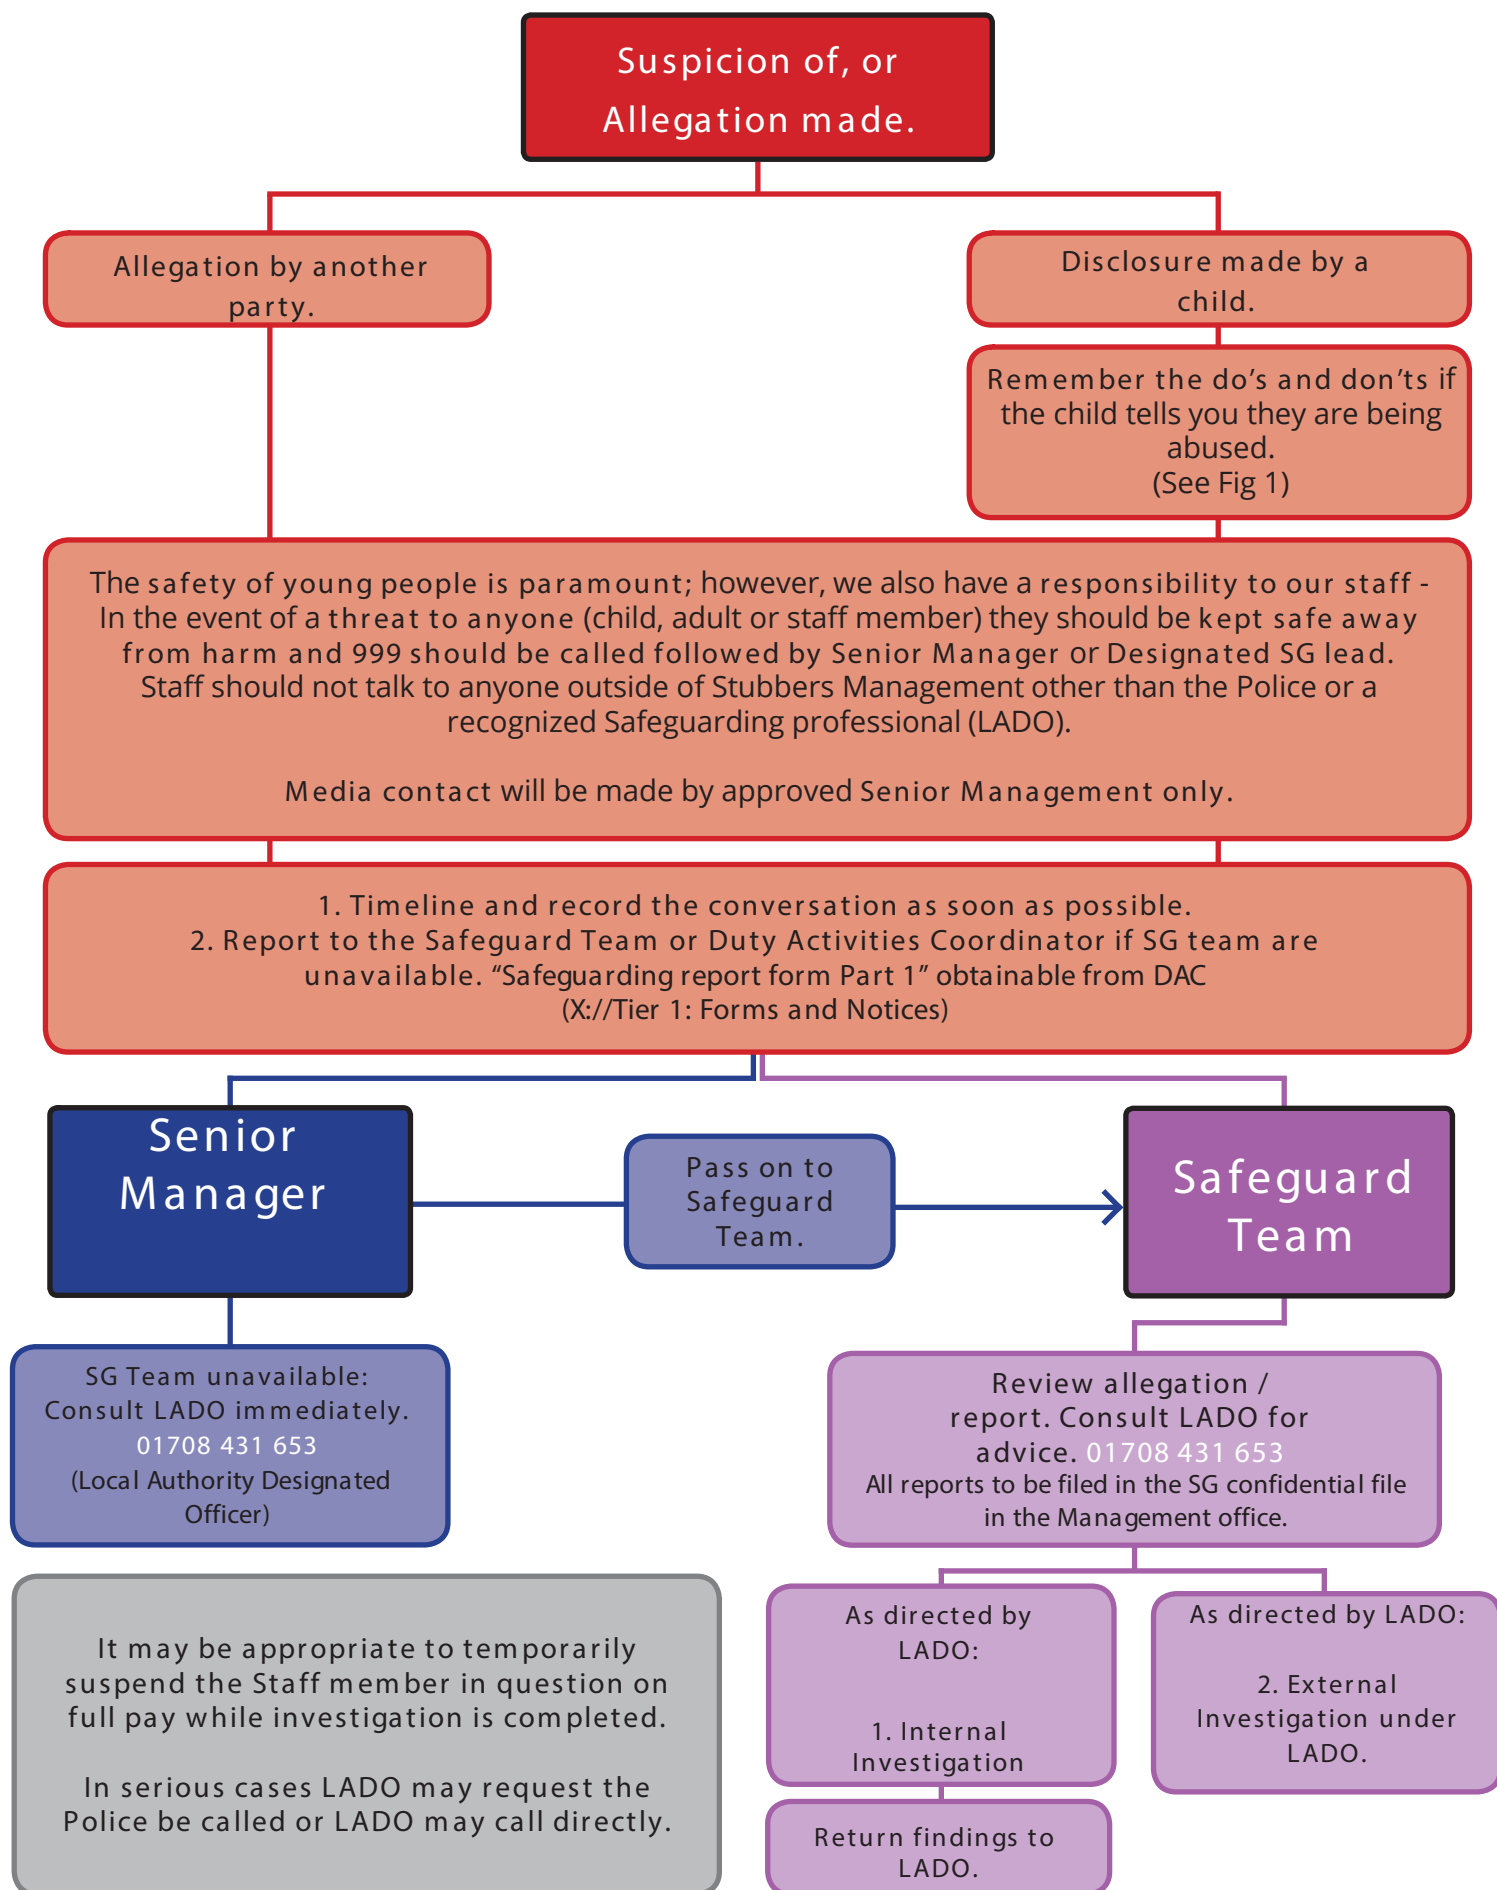 Suspicion of, or
Allegation made.
Allegation by another
party.
Disclosure made by a
child.
Remember the do’s and don’ts if
the child tells you they are being
abused.
(See Fig 1)
The safety of young people is paramount; however, we also have a responsibility to our staff -
In the event of a threat to anyone (child, adult or staff member) they should be kept safe away
from harm and 999 should be called followed by Senior Manager or Designated SG lead.
Staff should not talk to anyone outside of Stubbers Management other than the Police or a
recognized Safeguarding professional (LADO).
Media contact will be made by approved Senior Management only.
1. Timeline and record the conversation as soon as possible.
2. Report to the Safeguard Team or Duty Activities Coordinator if SG team are
unavailable. “Safeguarding report form Part 1” obtainable from DAC
(X://Tier 1: Forms and Notices)
Senior
Manager
Pass on to
Safeguard
Team.
Safeguard
Team
SG Team unavailable:
Consult LADO immediately.
01708 431 653
(Local Authority Designated
Officer)
Review allegation /
report. Consult LADO for
advice. 01708 431 653
All reports to be filed in the SG confidential file
in the Management office.
It may be appropriate to temporarily
suspend the Staff member in question on
full pay while investigation is completed.
In serious cases LADO may request the
Police be called or LADO may call directly.
As directed by
LADO:
1. Internal
Investigation
Return findings to
LADO.
As directed by LADO:
2. External
Investigation under
LADO.